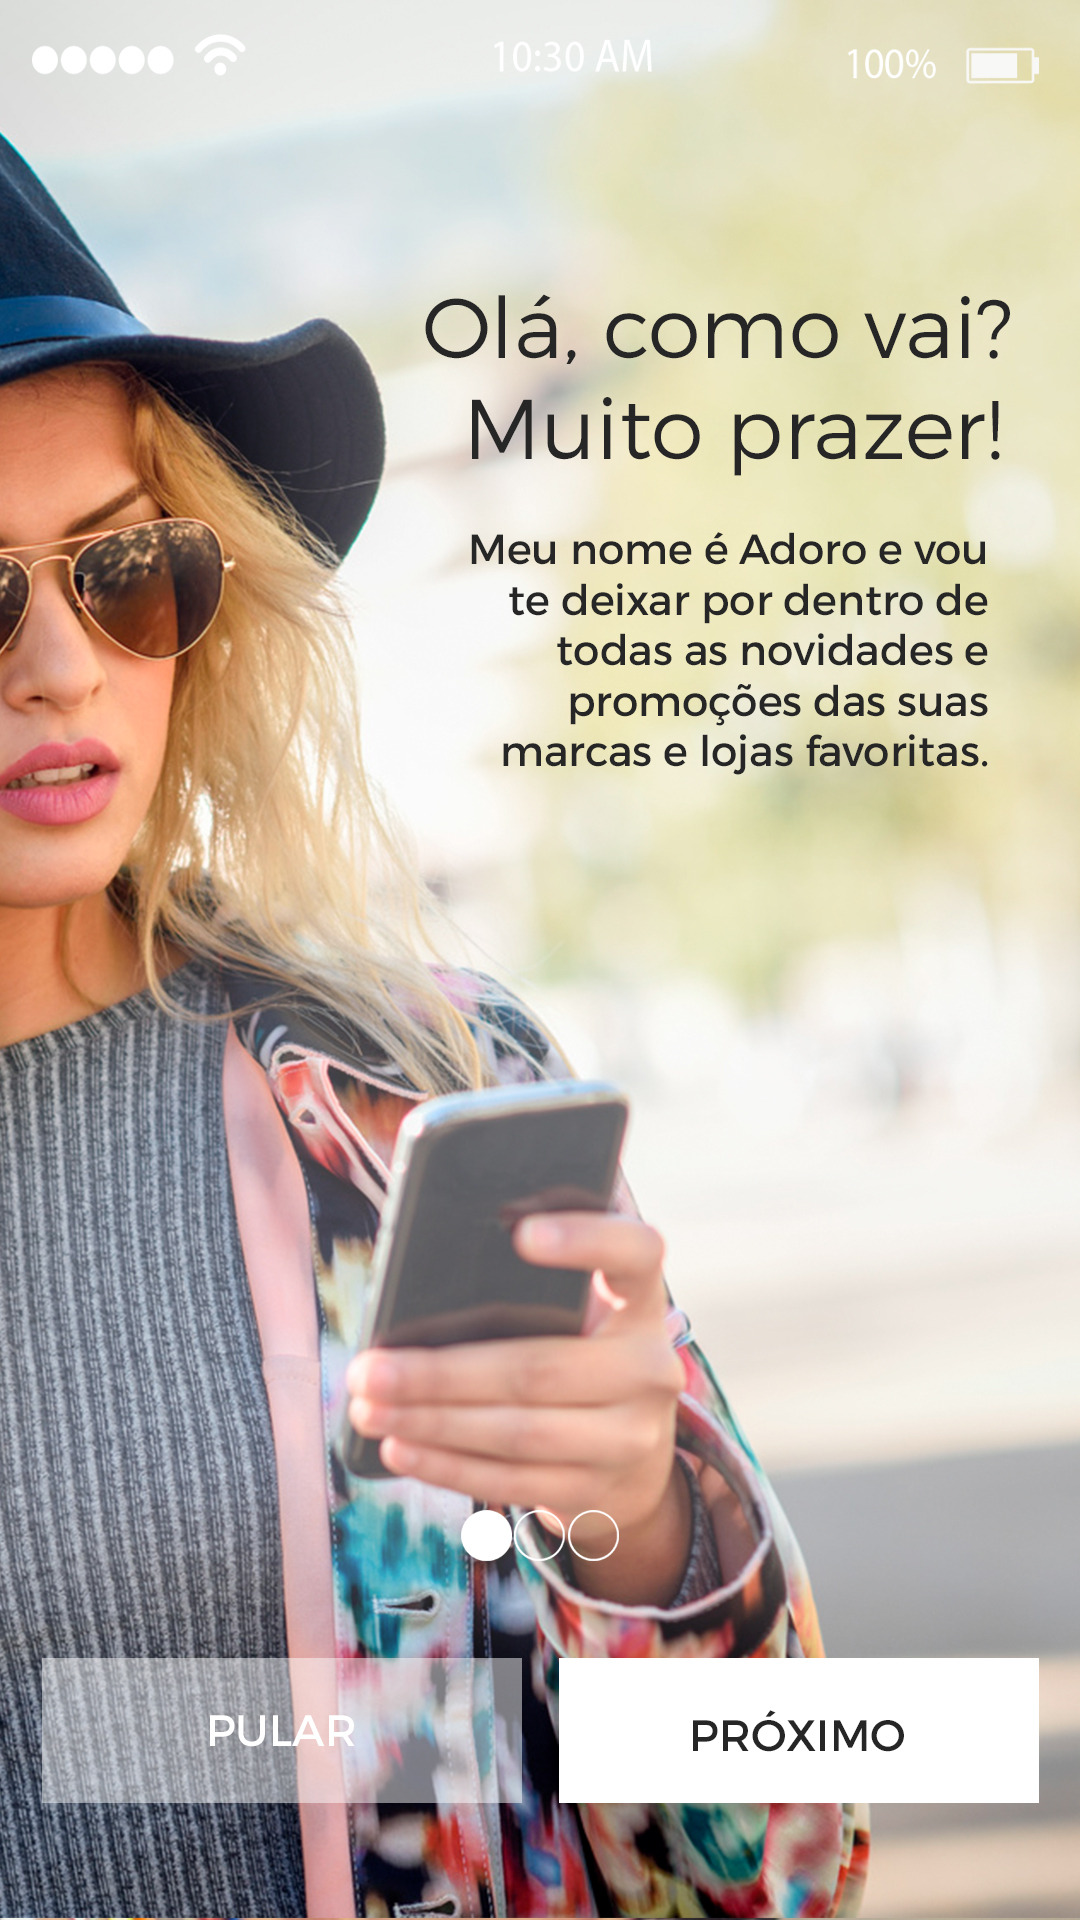 10:30 AM
100%
Olá, como vai?
Muito prazer!
Meu nome é Adoro e vou
te deixar por dentro de
todas as novidades e
promoções das suas
marcas e lojas favoritas.
PULAR
PRÓXIMO